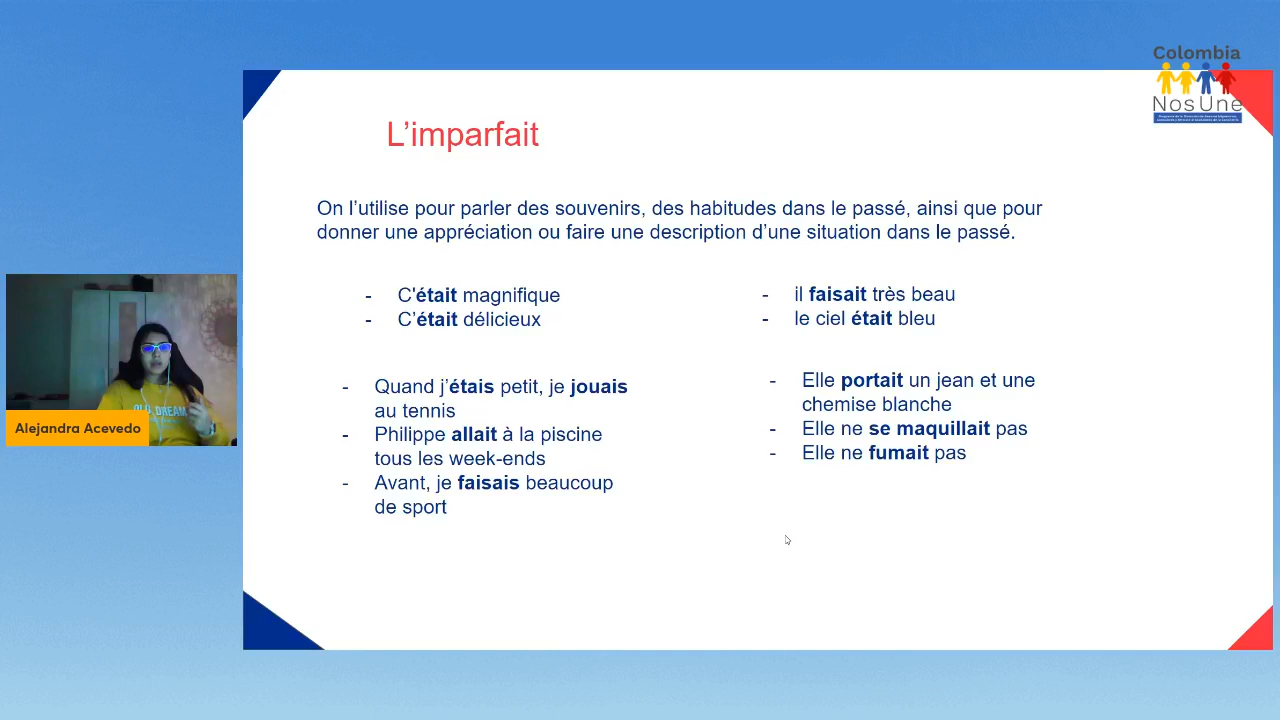 Colombia
NosUne
L’imparfait
On l’utilise pour parler des souvenirs, des habitudes dans le passé, ainsi que pour
donner une appréciation ou faire une description d’une situation dans le passé.
- C'était magnifique
- C’était délicieux
- Quand j’étais petit, je jouais
au tennis
- Philippe allait à la piscine
tous les week-ends
- Avant, je faisais beaucoup
de sport
- il faisait très beau
- le ciel était bleu
- Elle portait un jean et une
chemise blanche
- Elle ne se maquillait pas
- Elle ne fumait pas
OLD DREAM
Alejandra Acevedo